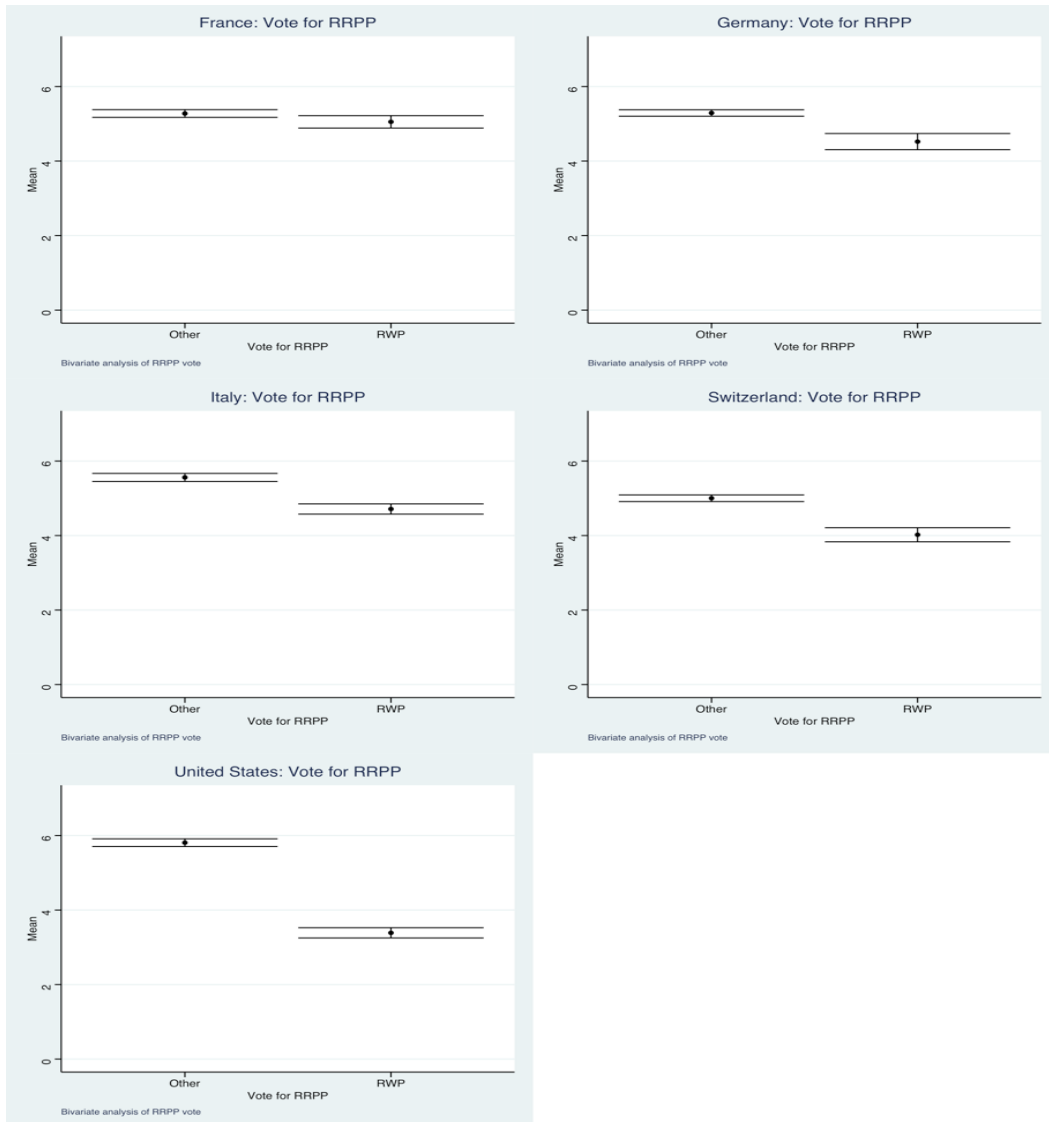 France: Vote for RRPP
Mean
6
4
2
0
Other RWP
Vote for RRPP
Bivariate analysis of RRPP vote
Germany: Vote for RRPP
Mean
6
4
2
0
Other RWP
Vote for RRPP
Bivariate analysis of RRPP vote
Italy: Vote for RRPP
Mean
6
4
2
0
Other RWP
Vote for RRPP
Bivariate analysis of RRPP vote
Switzerland: Vote for RRPP
Mean
6
4
2
0
Other RWP
Vote for RRPP
Bivariate analysis of RRPP vote
United States: Vote for RRPP
Mean
6
4
2
0
Other RWP
Vote for RRPP
Bivariate analysis of RRPP vote